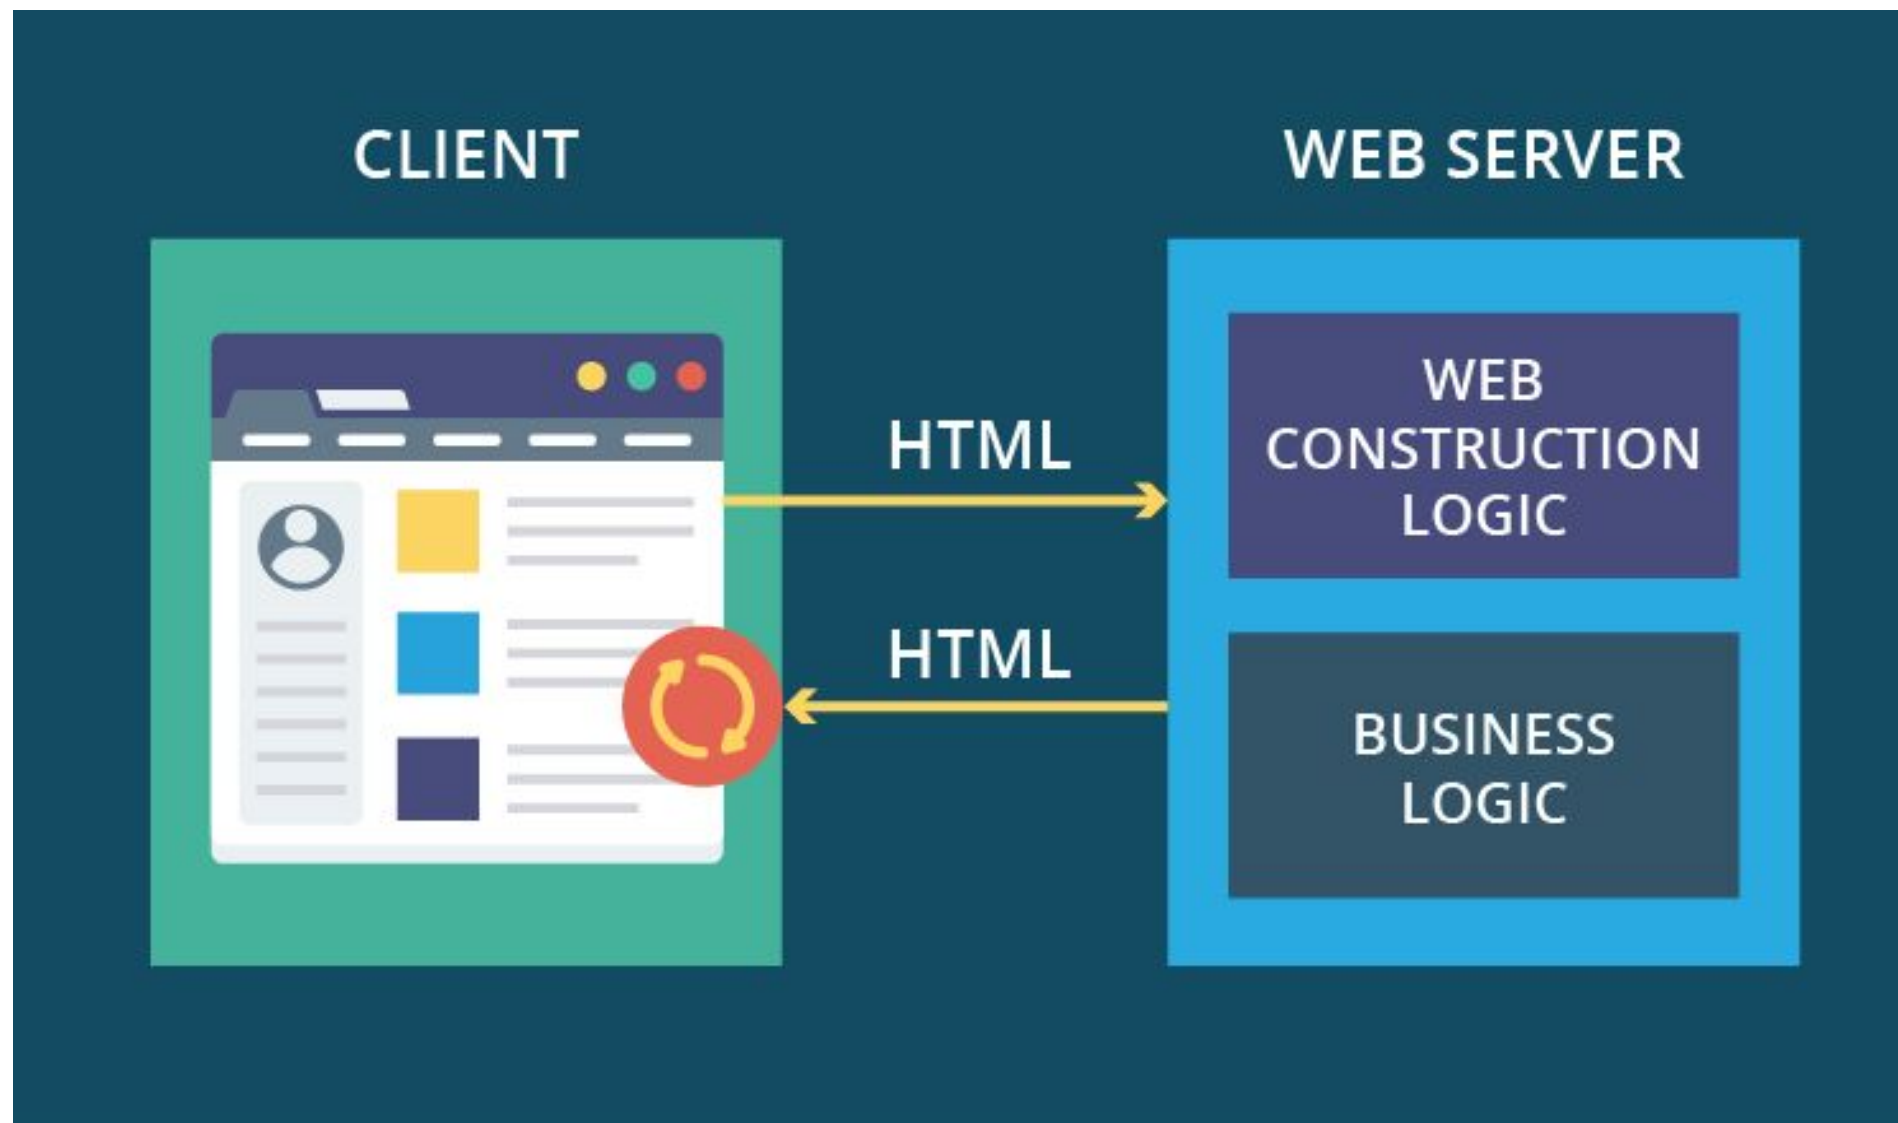 CLIENT
WEB SERVER
HTML
HTML
WEB
CONSTRUCTION
LOGIC
BUSINESS
LOGIC